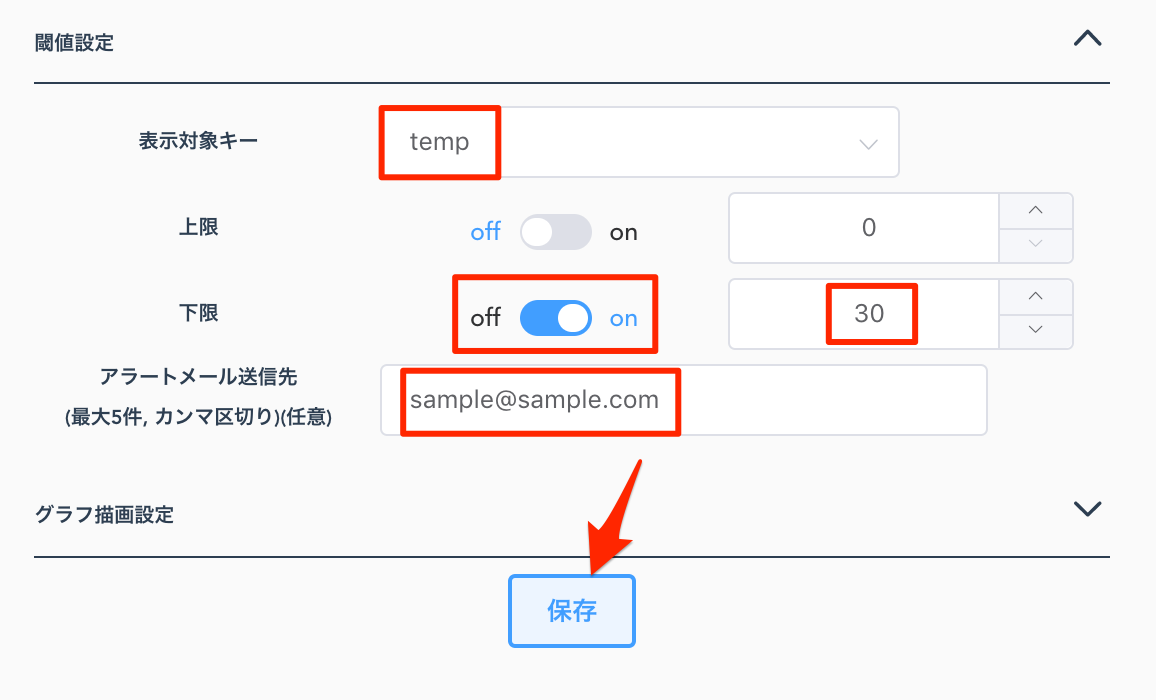 閾値設定
表示対象キー temp
上限 off on 0
下限 off on 30
アラートメール送信先
(最大5件, カンマ区切り)(任意) sample@sample.com
グラフ描画設定
保存